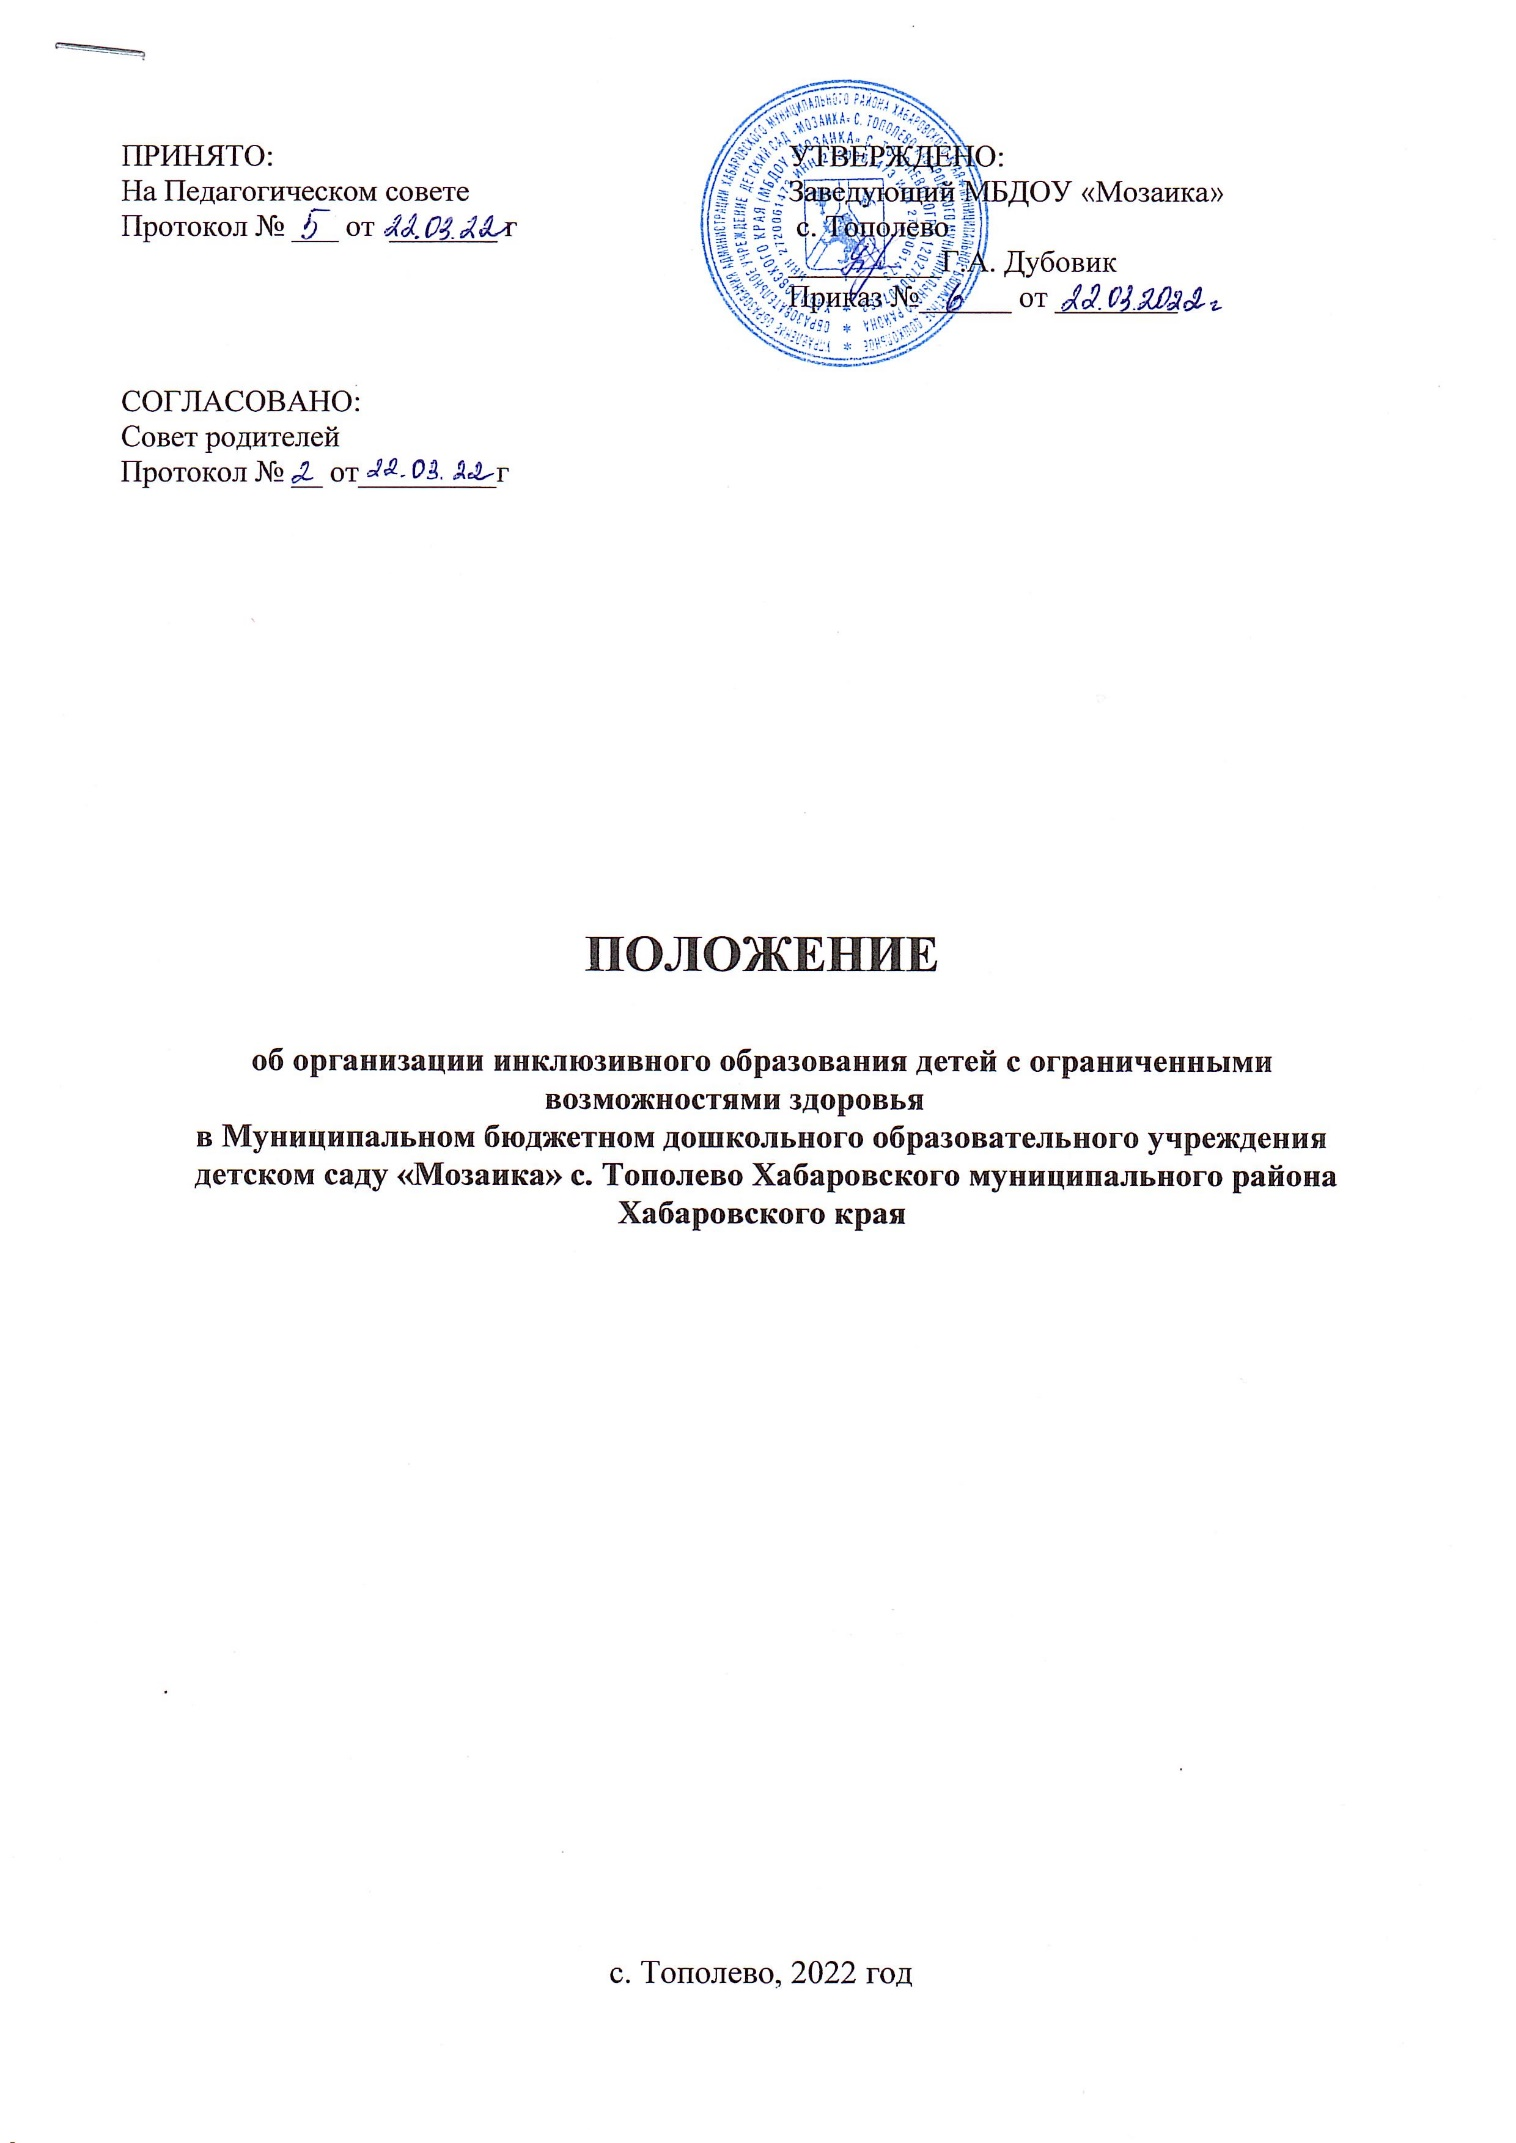 ПРИНЯТО:
На Педагогическом совете
Протокол № 5 от 22.03.22 г
УТВЕРЖДЕНО:
Заведующий МБДОУ «Мозаика»
с. Тополево
Г.А. Дубовик
Приказ № 6 от 22.03.2022 г
СОГЛАСОВАНО:
Совет родителей
Протокол № 2 от 22.03.22 г
ПОЛОЖЕНИЕ
об организации инклюзивного образования детей с ограниченными
возможностями здоровья
в Муниципальном бюджетном дошкольного образовательного учреждения
детском саду «Мозаика» с. Тополево Хабаровского муниципального района
Хабаровского края
с. Тополево, 2022 год